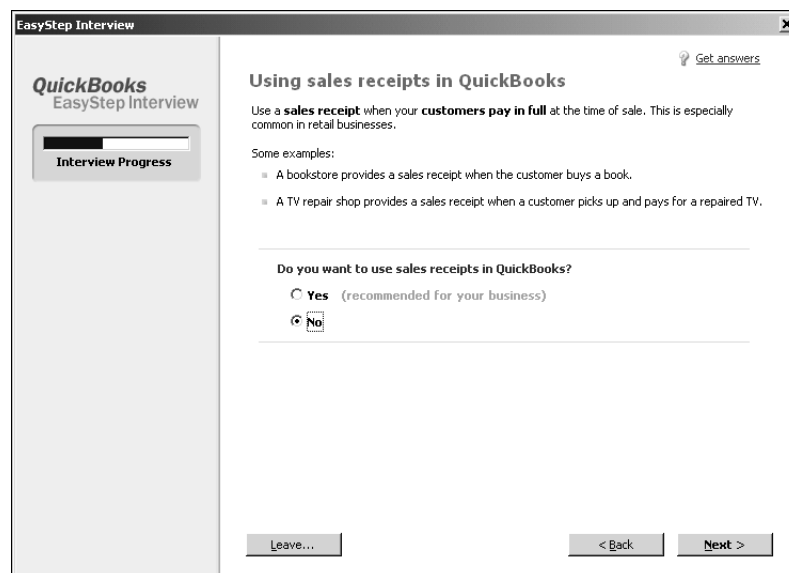 EasyStep Interview
Get answers
QuickBooks
EasyStep Interview
Interview Progress
Using sales receipts in QuickBooks
Use a sales receipt when your customers pay in full at the time of sale. This is especially
common in retail businesses.
Some examples:
A bookstore provides a sales receipt when the customer buys a book.
A TV repair shop provides a sales receipt when a customer picks up and pays for a repaired TV.
Do you want to use sales receipts in QuickBooks?
Yes (recommended for your business)
No
Leave...
< Back
Next >